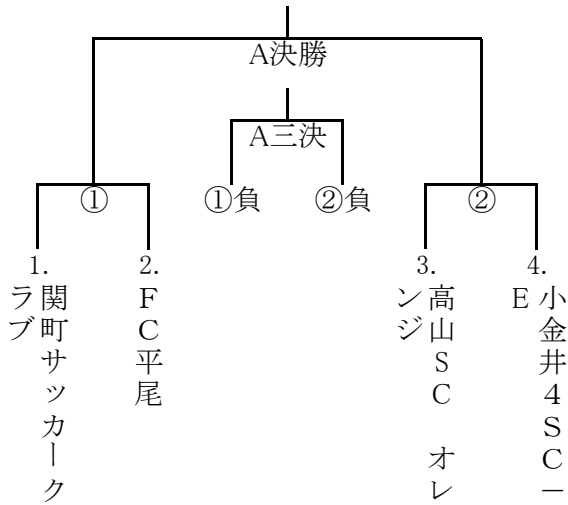 A決勝
A三決
①
①負
②負
②
1.
2.
3.
4.
関町サッカーク
ラブ
ＦＣ平尾
高山SC　オレ
ンジ
小金井４ＳＣ－
Ｅ